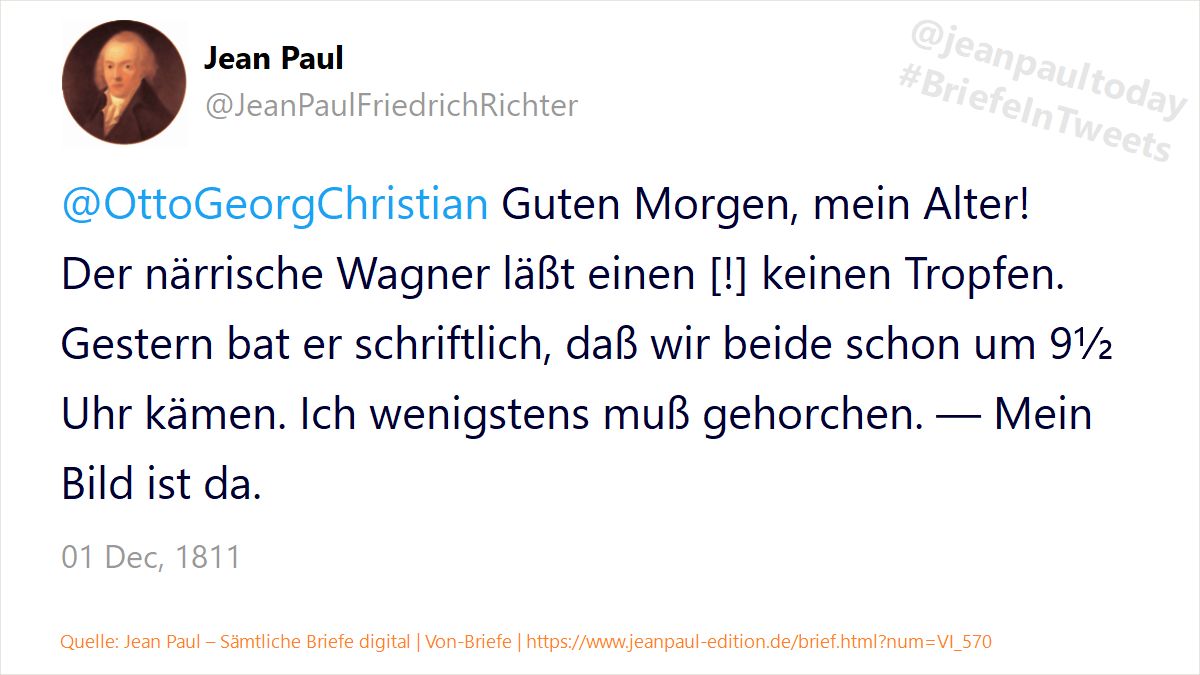 Jean Paul
@JeanPaulFriedrichRichter
@jeanpaultoday
#BriefeInTweets
@OttoGeorgChristian Guten Morgen, mein Alter!
Der närrische Wagner läßt einen [!] keinen Tropfen.
Gestern bat er schriftlich, daß wir beide schon um 9½
Uhr kämen. Ich wenigstens muß gehorchen. — Mein
Bild ist da.
01 Dec, 1811
Quelle: Jean Paul – Sämtliche Briefe digital | Von-Briefe | https://www.jeanpaul-edition.de/brief.html?num=VI_570